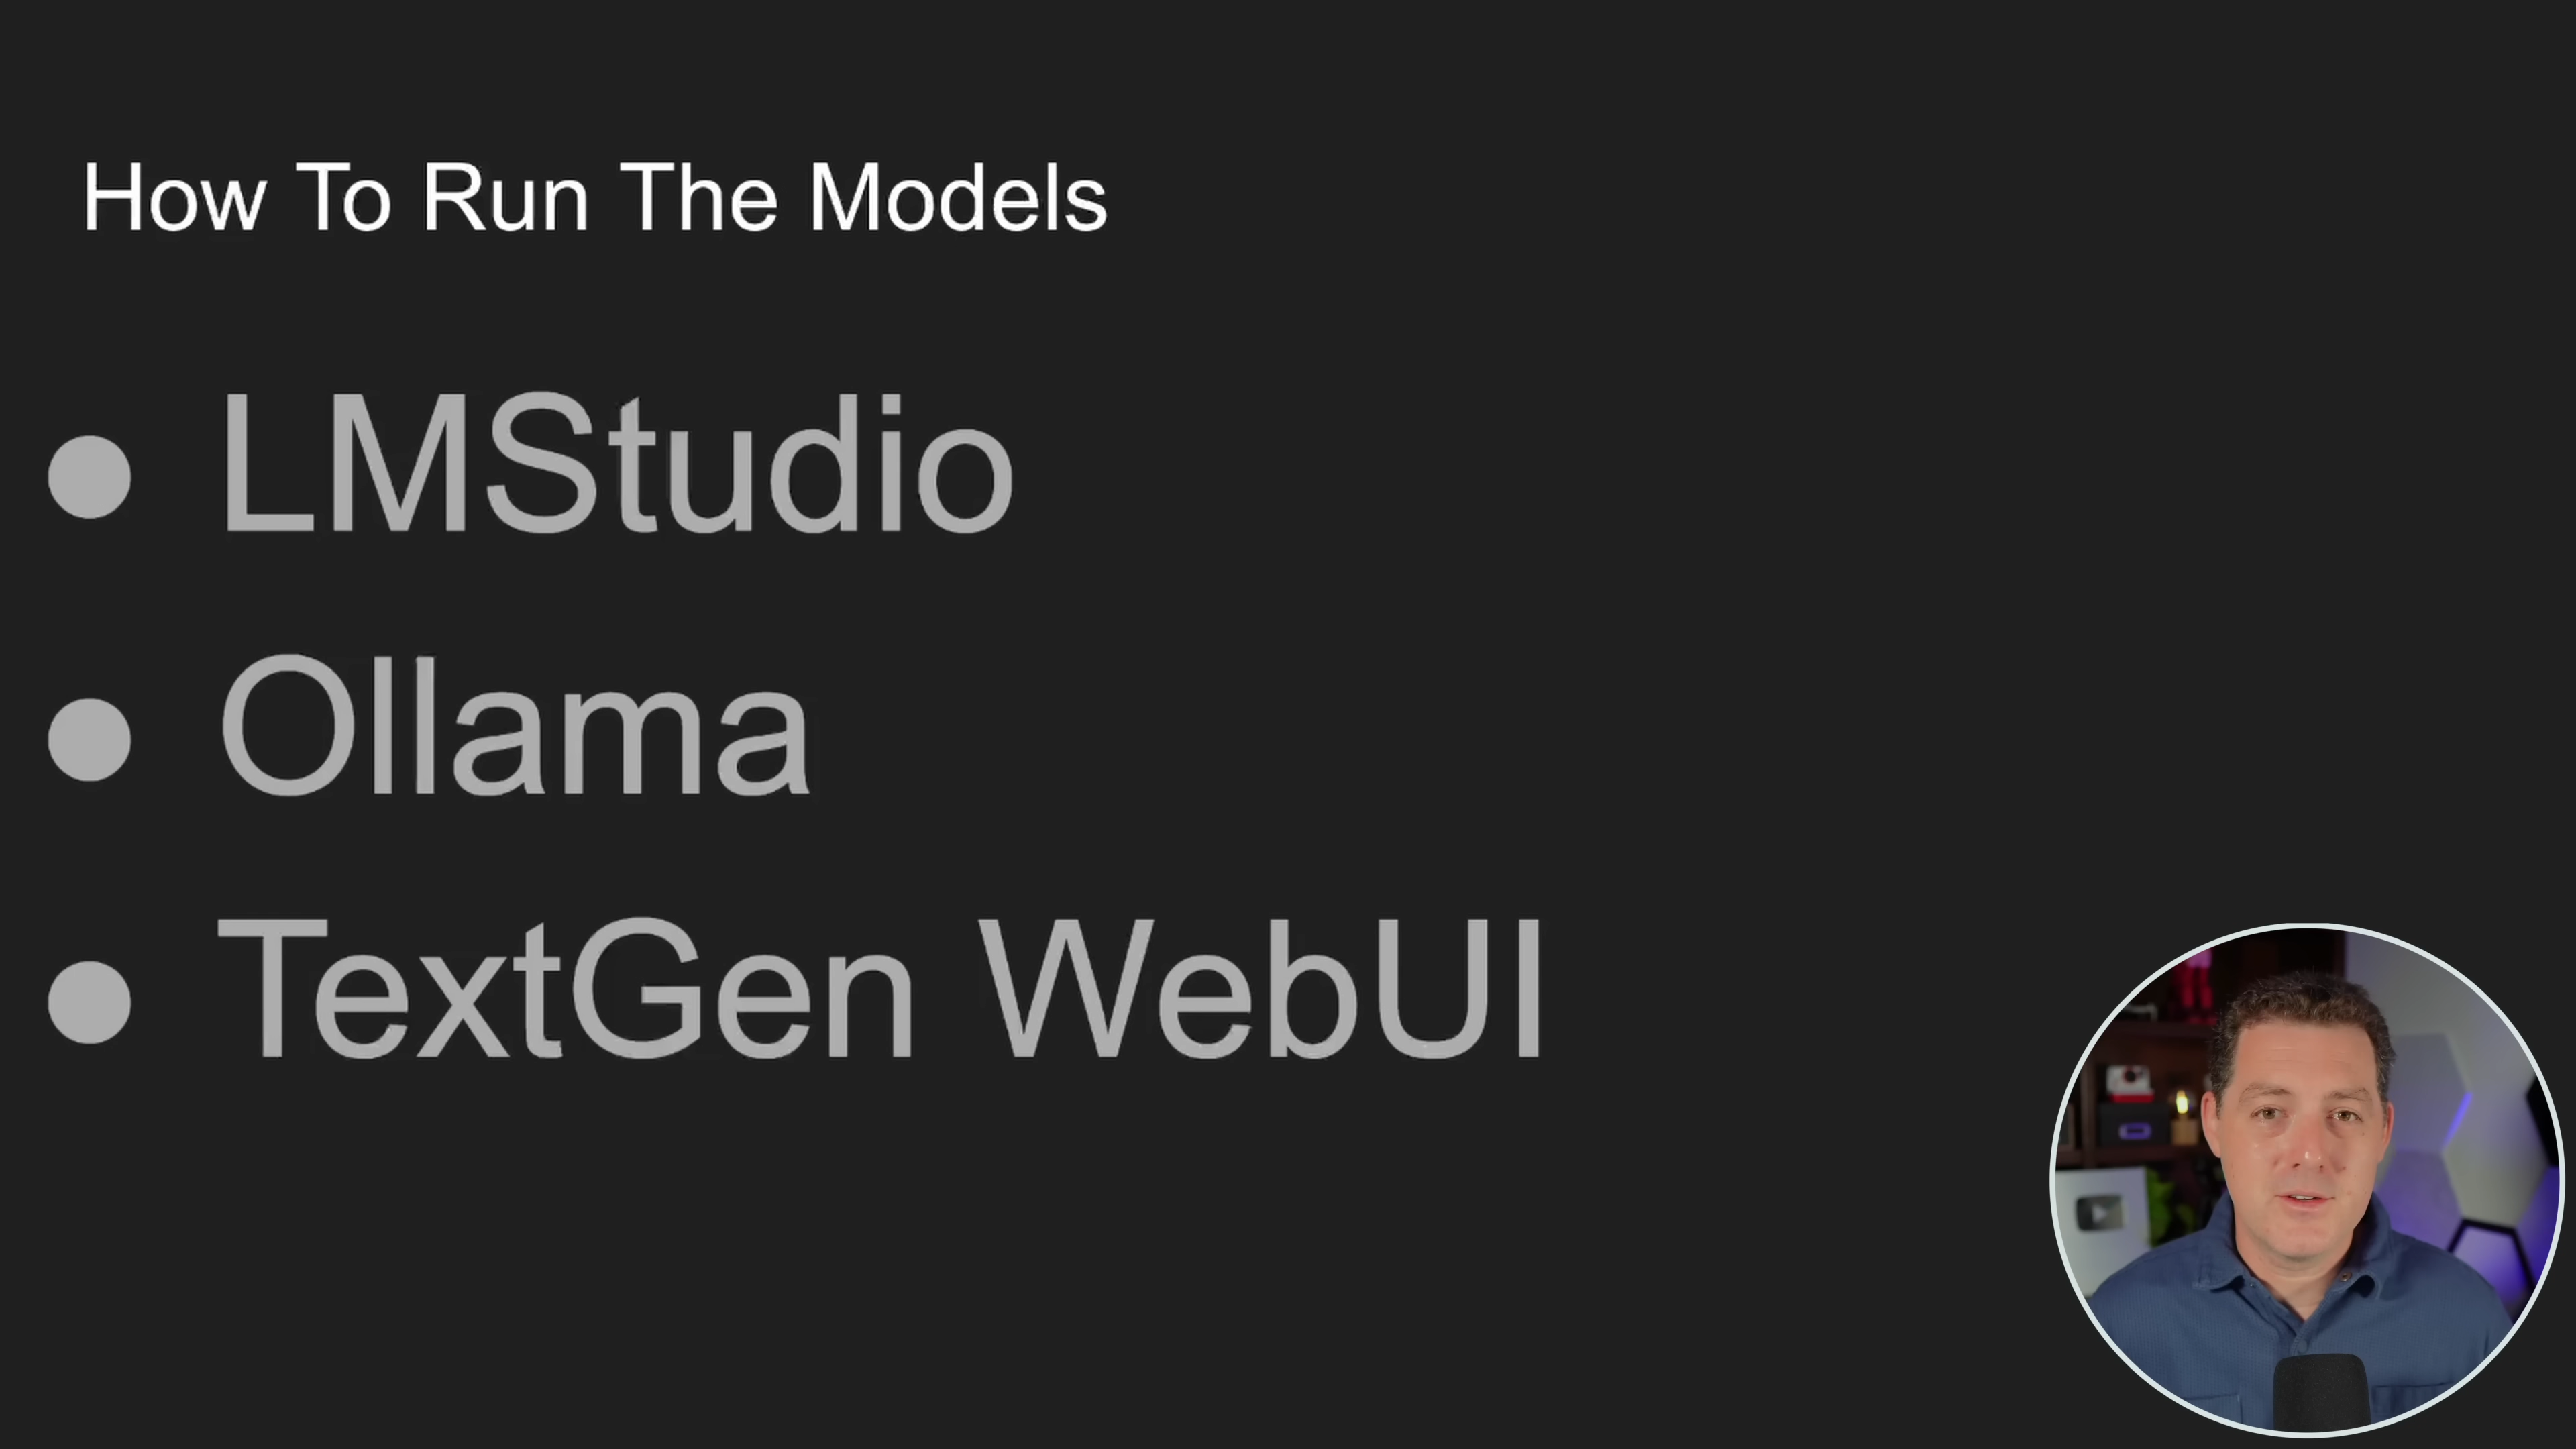 How To Run The Models
● LMStudio
● Ollama
● TextGen WebUI